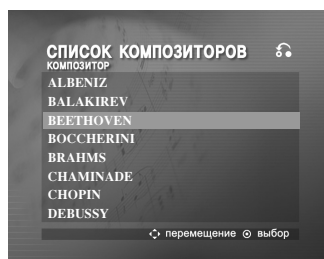 СПИСОК КОМПОЗИТОРОВ
КОМПОЗИТОР
ALBENIZ
BALAKIREV
BEETHOVEN
BOCCHERINI
BRAHMS
CHAMINADE
CHOPIN
DEBUSSY
перемещение выбор